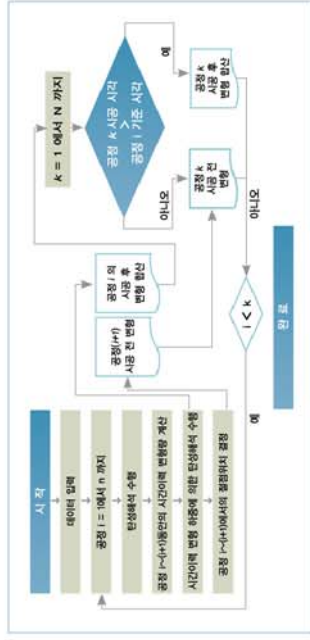 시 작
데이터 입력
공정 i = 1에서 n 까지
탄성해석 수행
공정 i~(i+1)동안의 시간이력 변형량 계산
시간이력 변형 하중에 의한 탄성해석 수행
공정 i~(i+1)에서의 절점위치 결정
공정(i+1)
시공 전 변형
공정 i 의
시공 후
변형 합산
k = 1 에서 N 까지
공정 k 시공 시각
>
공정 i 기준 시각
아니오
예
공정 k
시공 전
변형
공정 k
시공 후
변형 합산
i < k
예
아니오
완 료